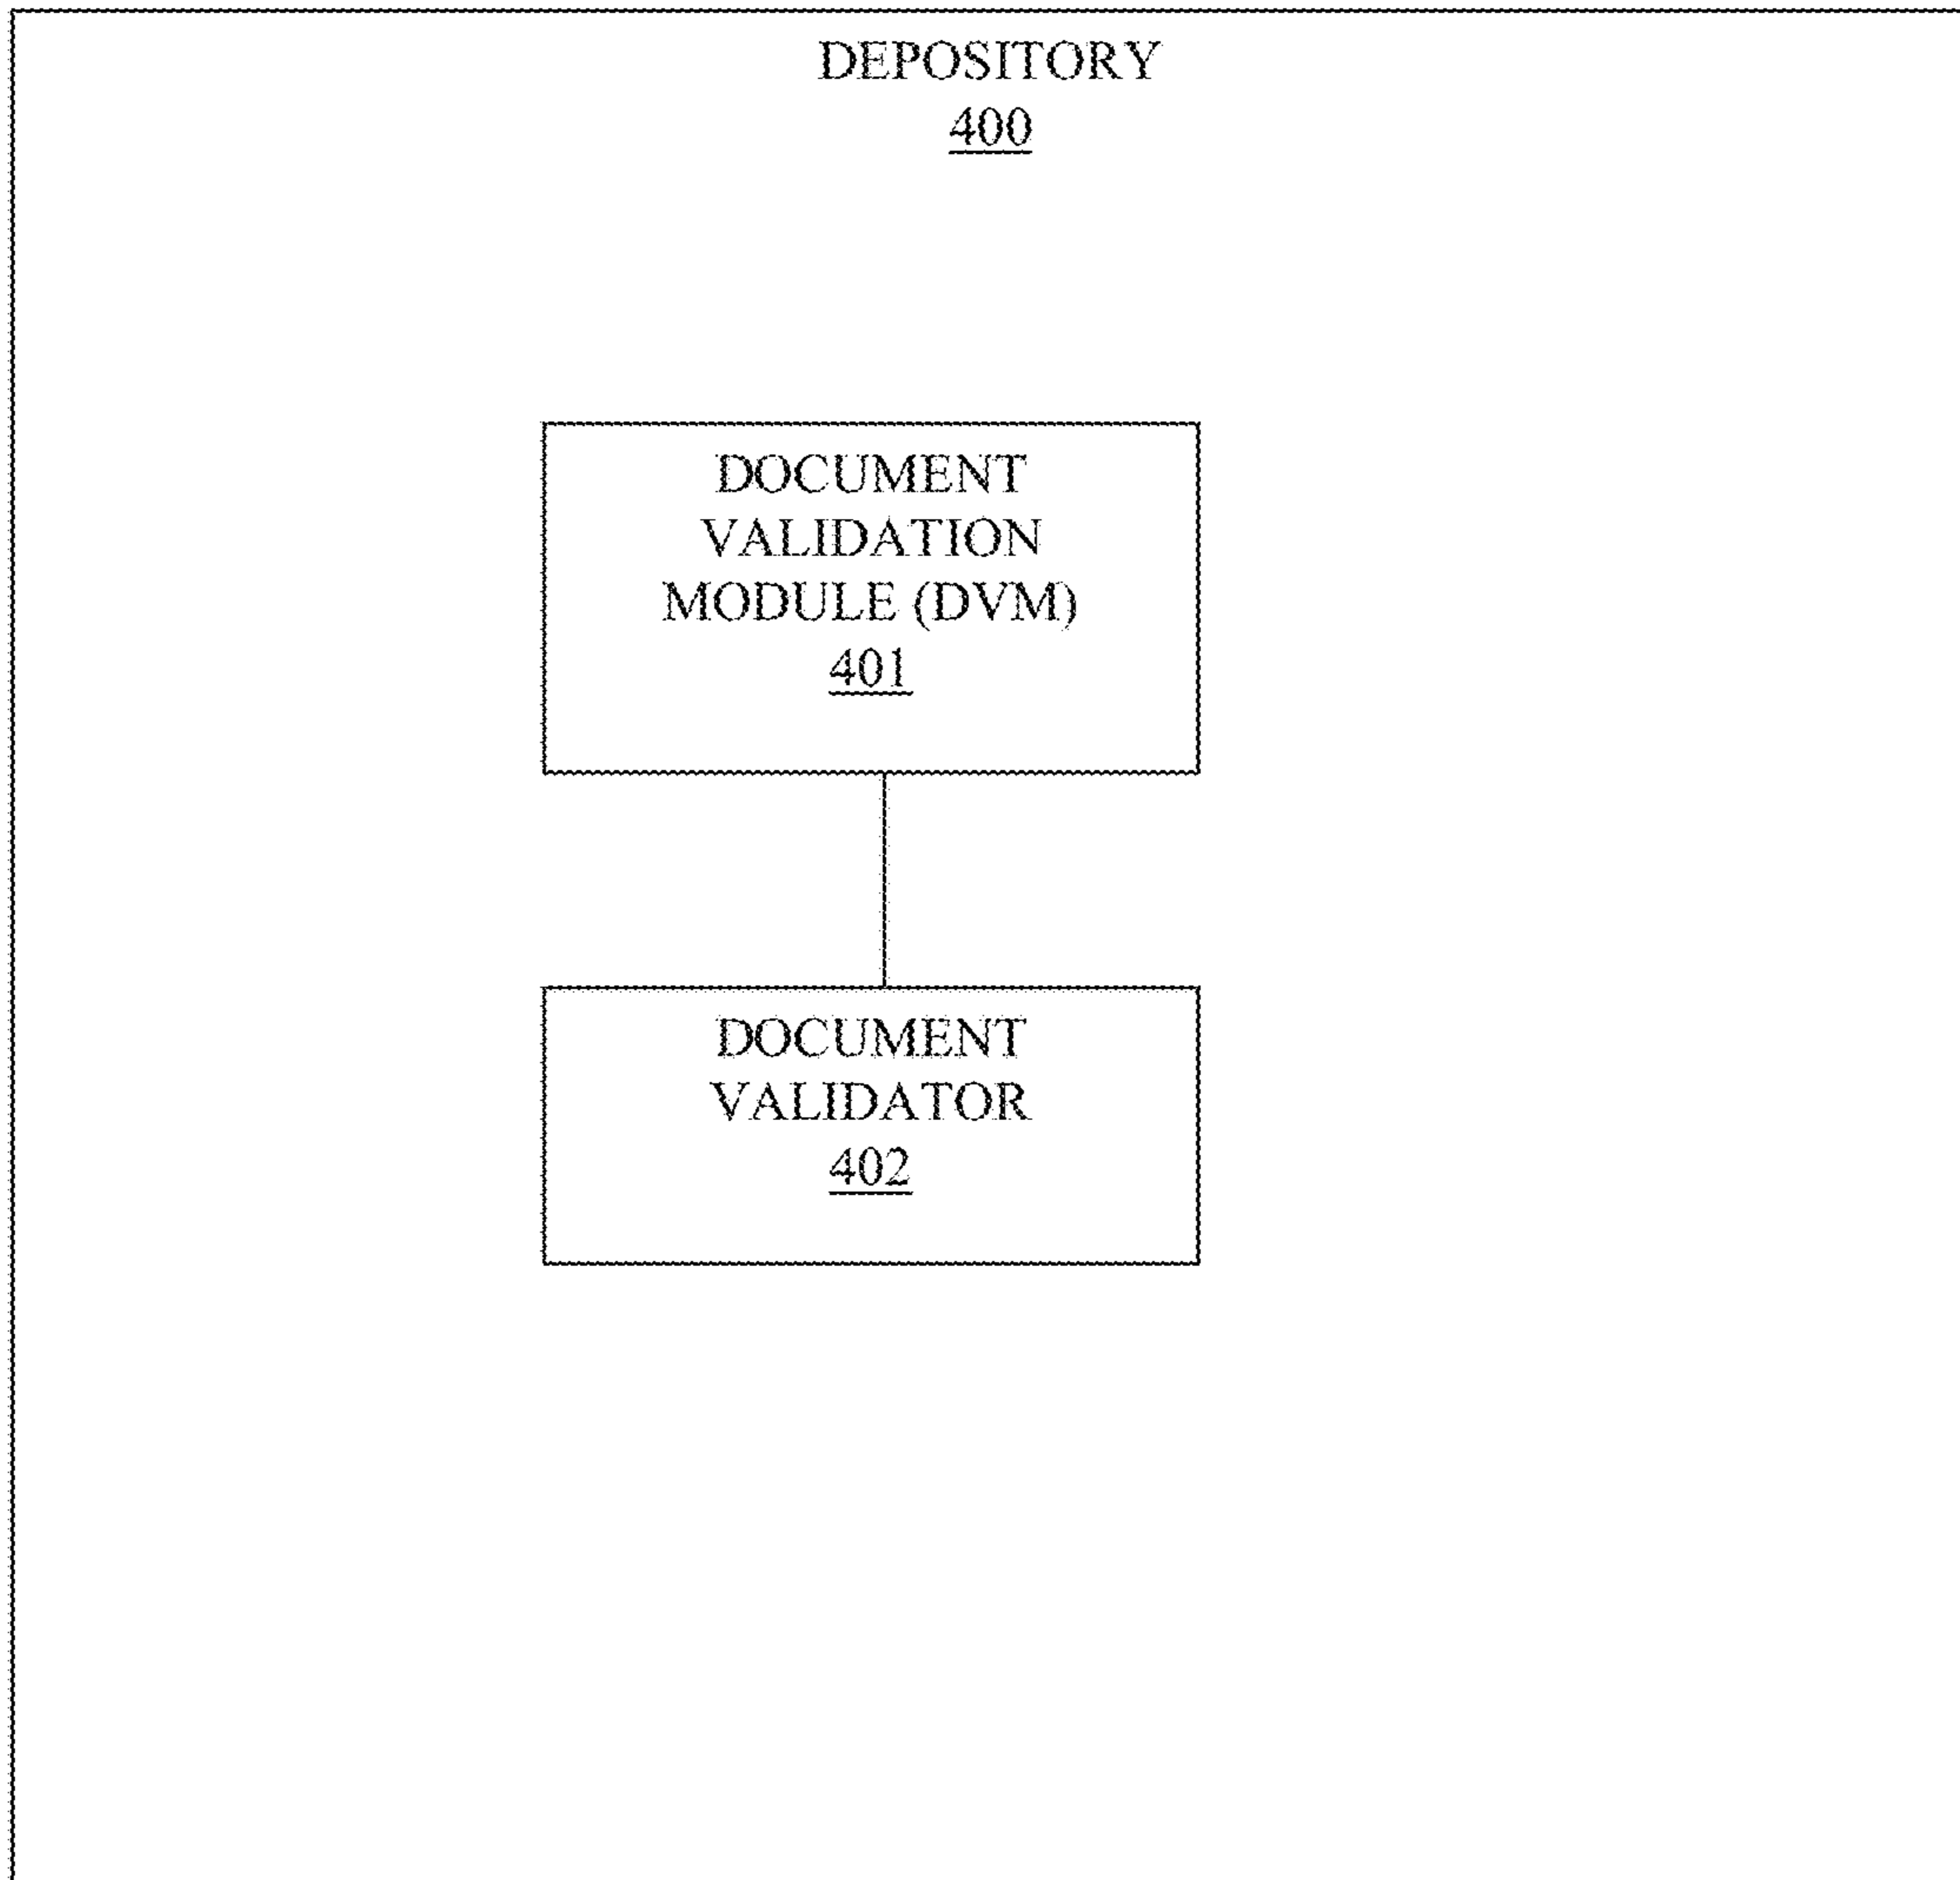 DEPOSITORY
400
DOCUMENT
VALIDATION
MODULE (DVM)
401
DOCUMENT
VALIDATOR
402